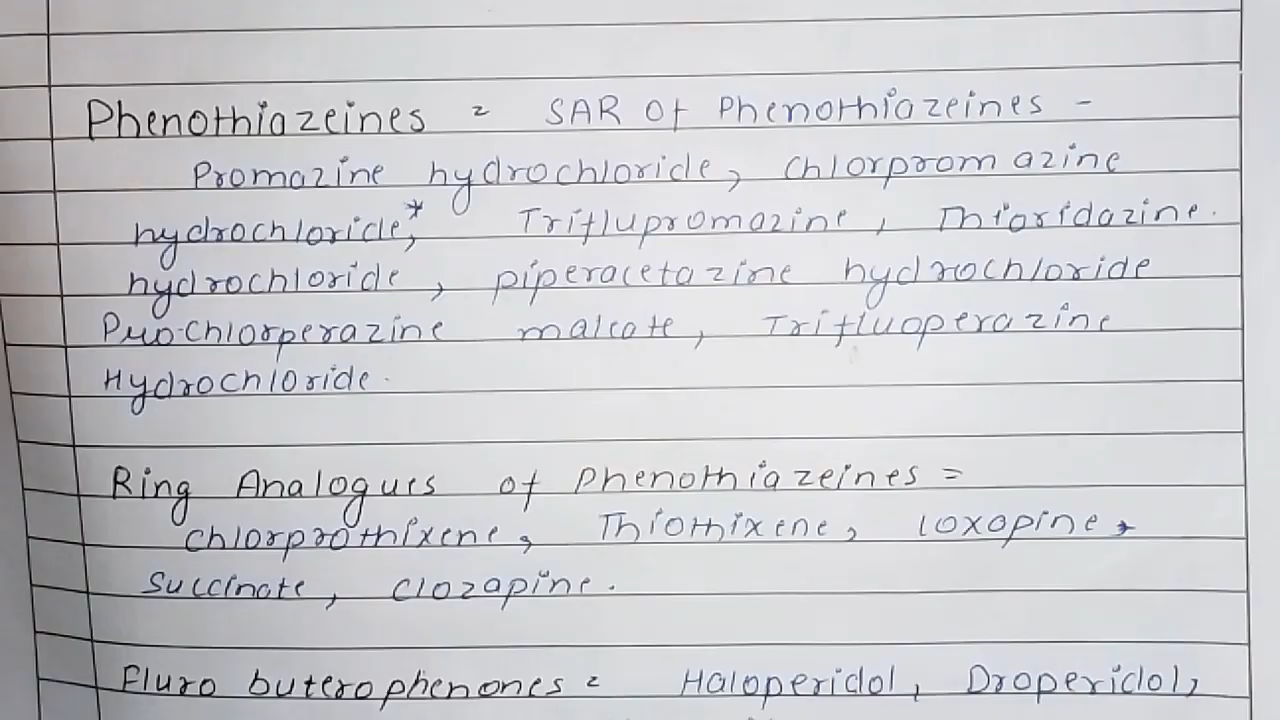 Phenothiazeines = SAR Of Phenothiazeines -
Promazine hydrochloride, Chlorpromazine
hydrochloride,* Triflupromazine, Thioridazine.
hydrochloride, piperacetazine hydrochloride
Prochlorperazine maleate, Trifluoperazine
Hydrochloride.
Ring Analogues of Phenothiazeines =
Chlorprothixene, Thiothixene, loxapine,
Succinate, Clozapine.
Fluro buterophenones = Haloperidol, Droperidol,